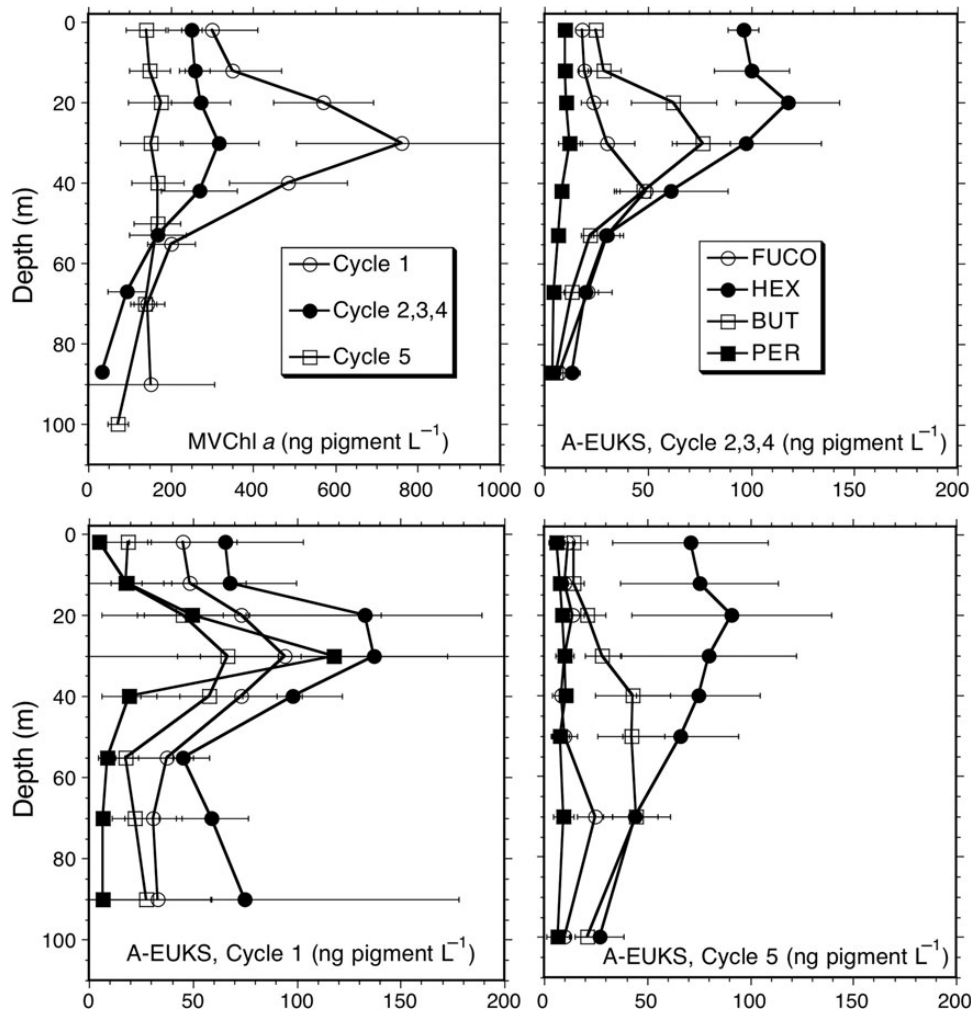 0
20
40
60
80
100
Depth (m)
Cycle 1
Cycle 2,3,4
Cycle 5
MVChl a (ng pigment L⁻¹)
0 200 400 600 800 1000
FUCO
HEX
BUT
PER
A-EUKS, Cycle 2,3,4 (ng pigment L⁻¹)
0 50 100 150 200
0
20
40
60
80
100
Depth (m)
A-EUKS, Cycle 1 (ng pigment L⁻¹)
0 50 100 150 200
A-EUKS, Cycle 5 (ng pigment L⁻¹)
0 50 100 150 200